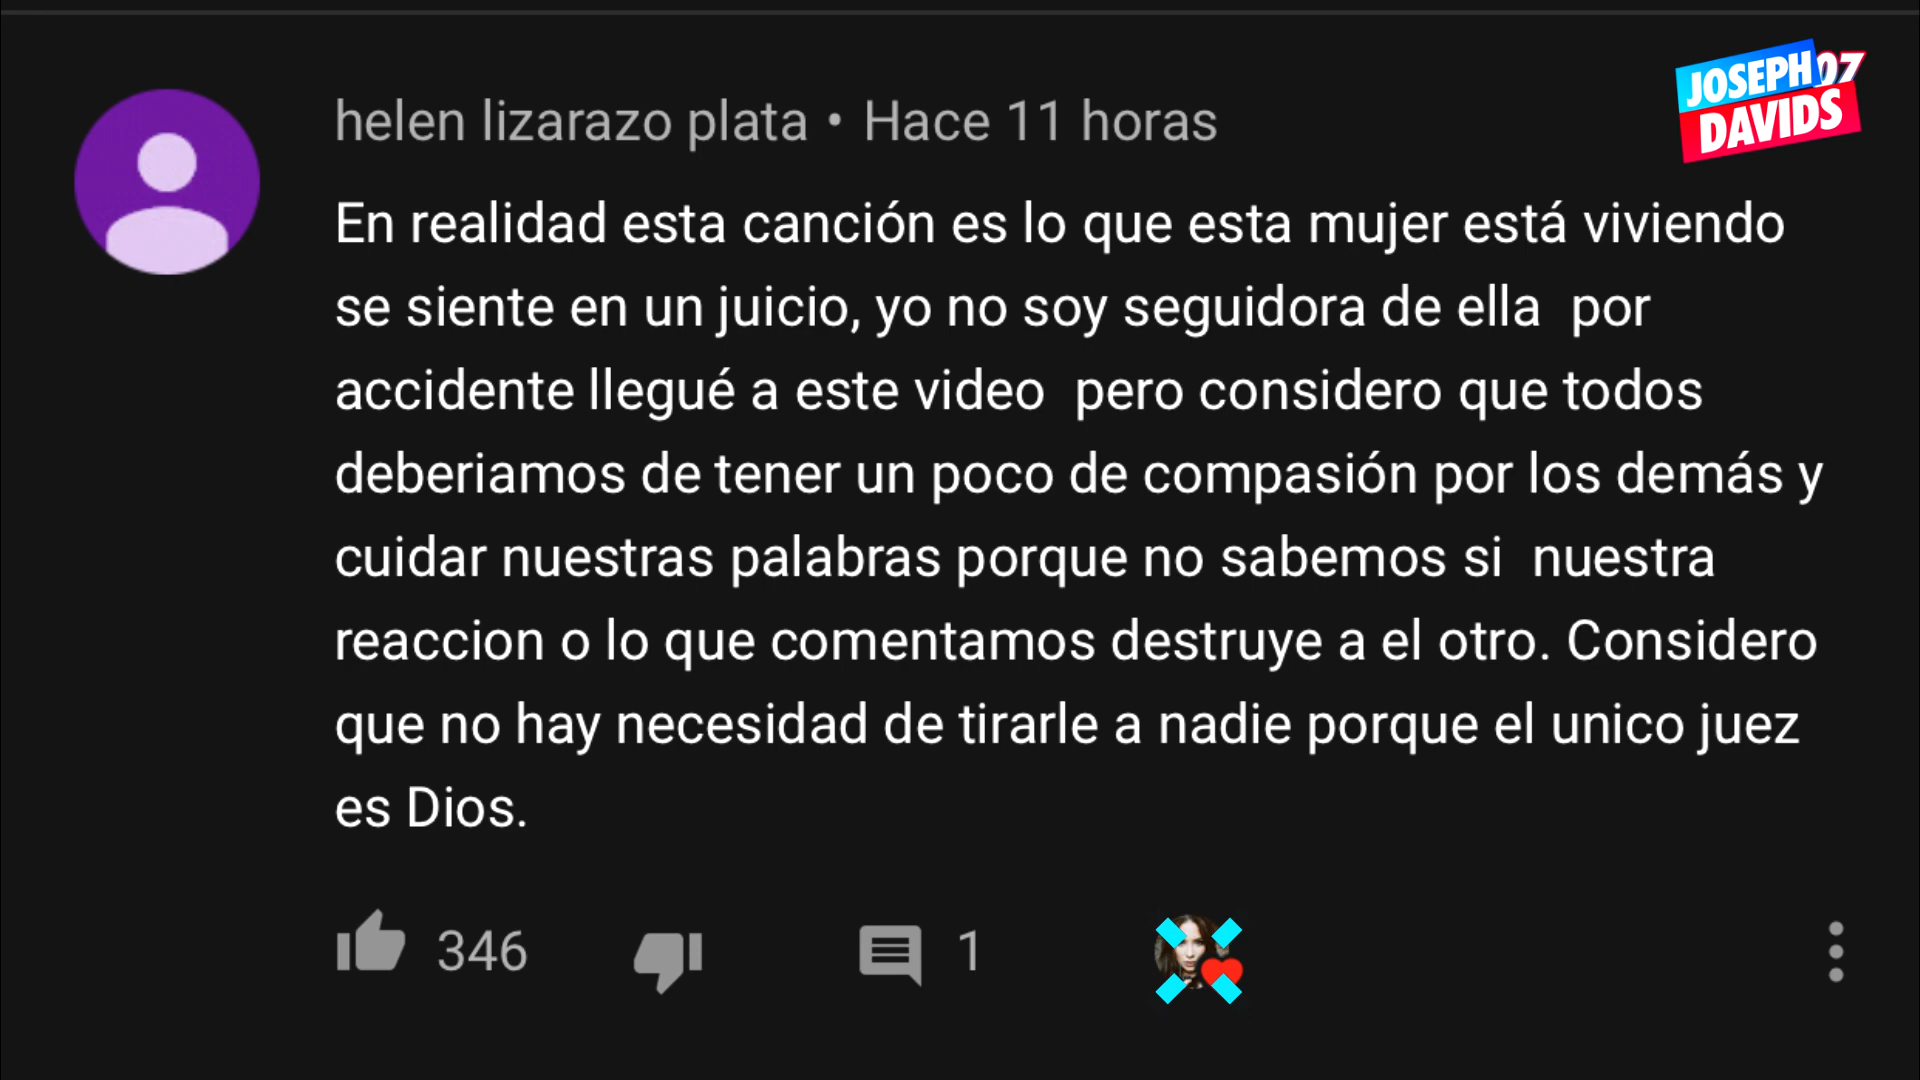 JOSEPH 07
DAVIDS
helen lizarazo plata • Hace 11 horas
En realidad esta canción es lo que esta mujer está viviendo
se siente en un juicio, yo no soy seguidora de ella  por
accidente llegué a este video  pero considero que todos
deberiamos de tener un poco de compasión por los demás y
cuidar nuestras palabras porque no sabemos si  nuestra
reaccion o lo que comentamos destruye a el otro. Considero
que no hay necesidad de tirarle a nadie porque el unico juez
es Dios.
346 1